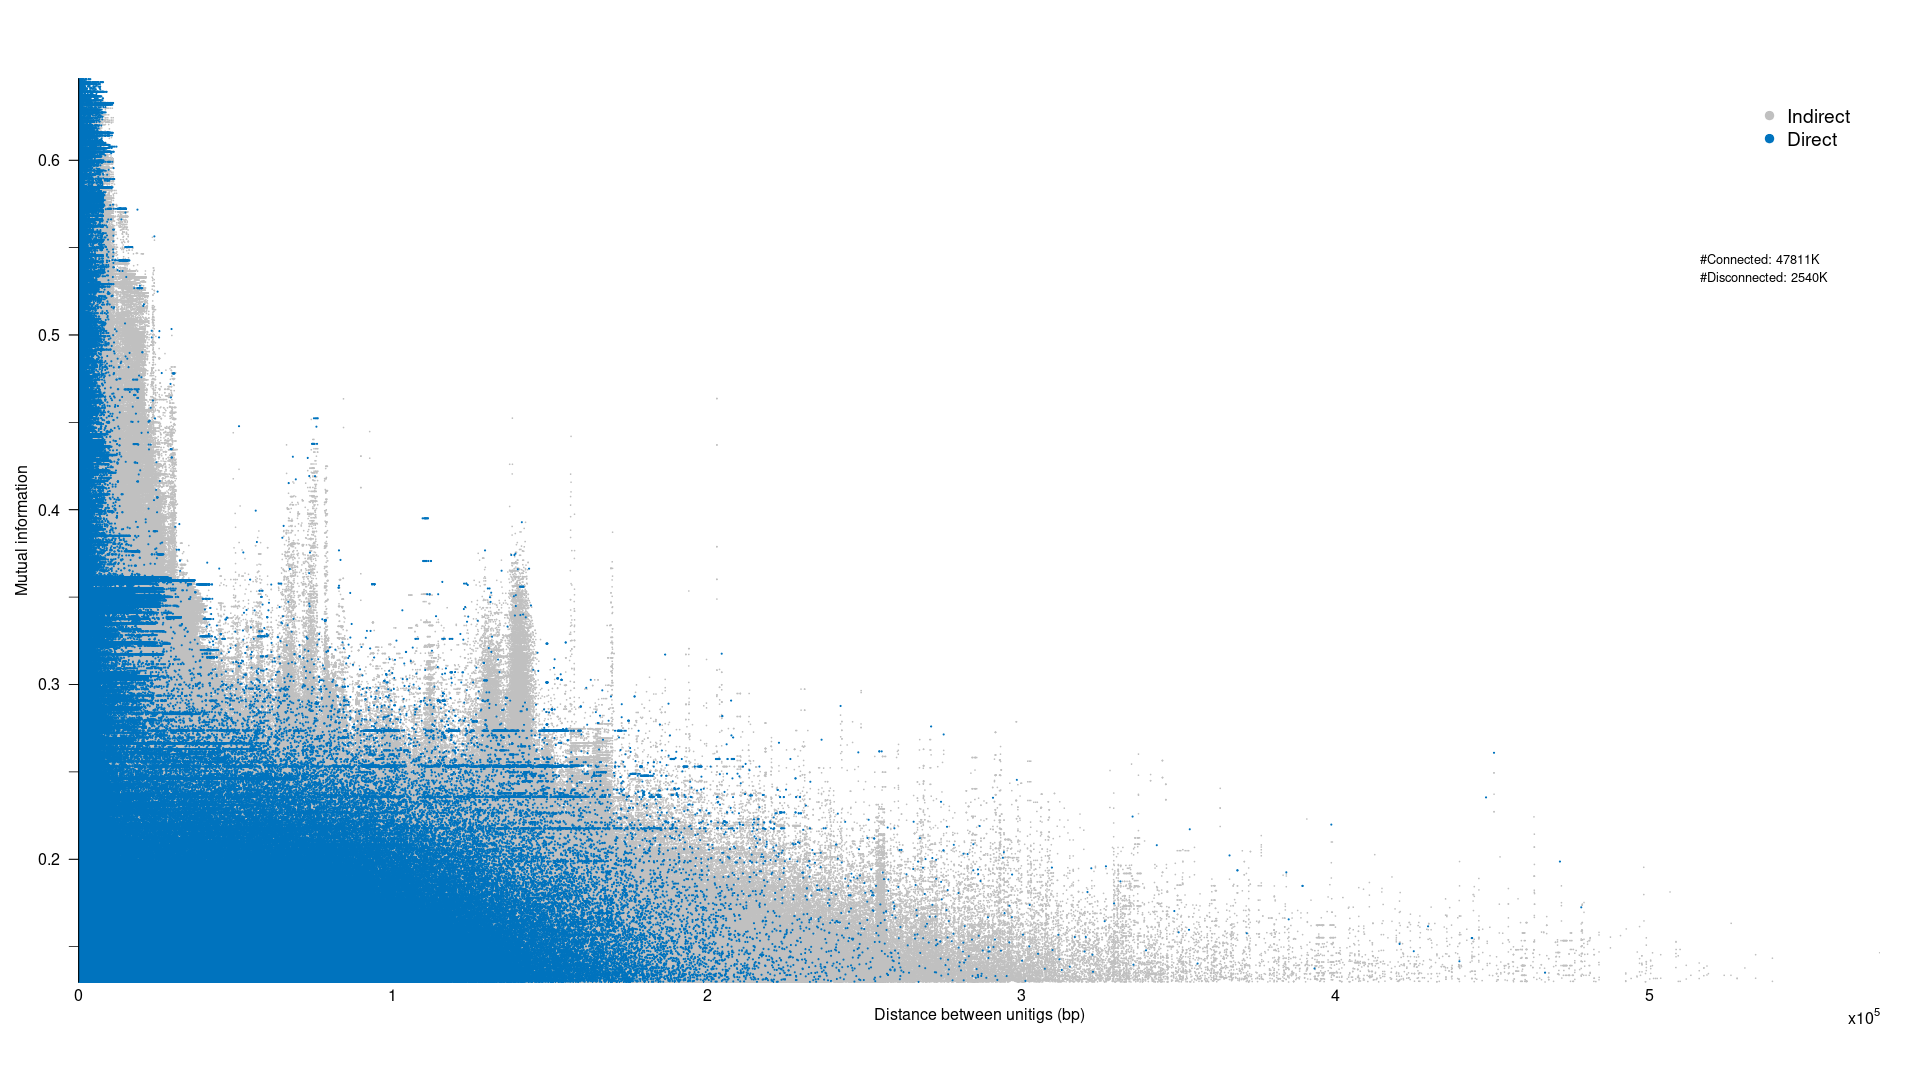 Indirect
Direct
#Connected: 47811K
#Disconnected: 2540K
Mutual information
0.6
0.5
0.4
0.3
0.2
0 1 2 3 4 5
Distance between unitigs (bp)
x10⁵